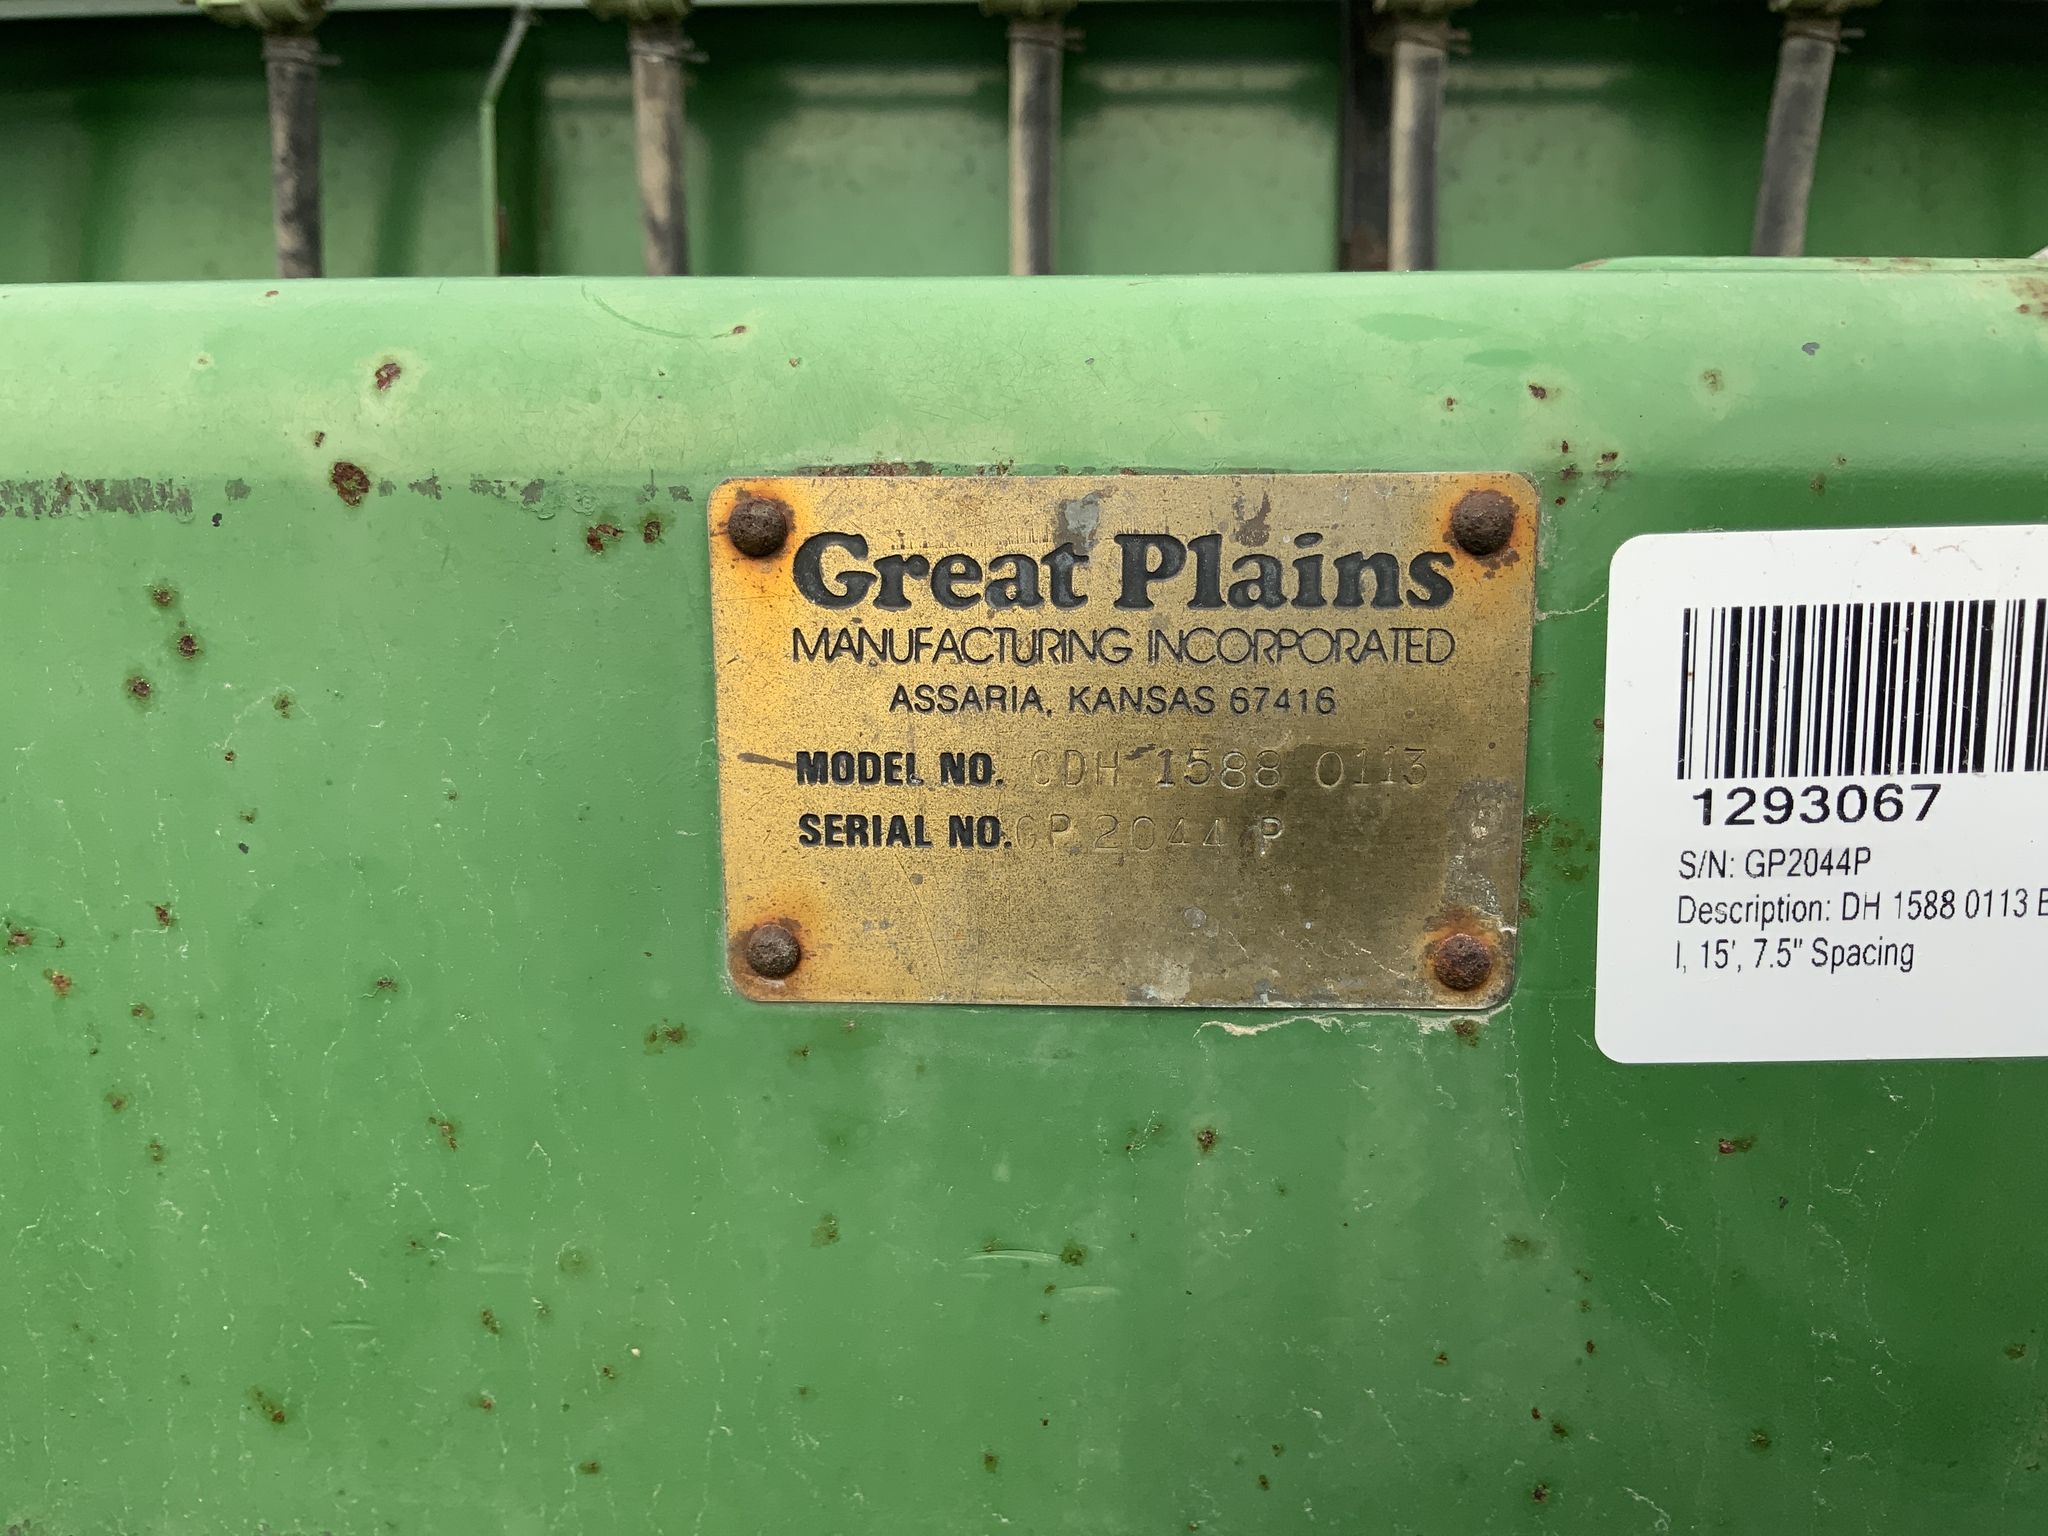 Great Plains
MANUFACTURING INCORPORATED
ASSARIA, KANSAS 67416
MODEL NO. CDH 1588 0113
SERIAL NO. GP 2044 P
1293067
S/N: GP2044P
Description: DH 1588 0113
l, 15', 7.5" Spacing